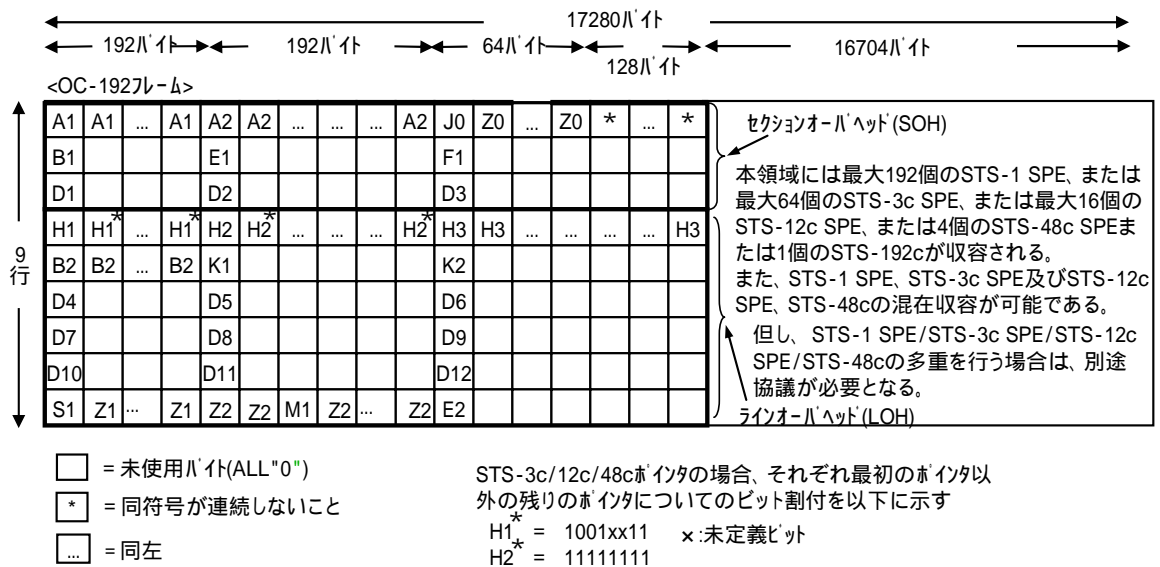 17280ﾊﾞｲﾄ
192ﾊﾞｲﾄ 192ﾊﾞｲﾄ 64ﾊﾞｲﾄ 128ﾊﾞｲﾄ 16704ﾊﾞｲﾄ
<OC-192ﾌﾚｰﾑ>
9行
A1 A1 ... A1 A2 A2 ... ... ... A2 J0 Z0 ... Z0 * ... *
B1 E1 F1
D1 D2 D3
H1 H1* ... H1* H2 H2* ... ... ... H2* H3 H3 ... ... ... ... H3
B2 B2 ... B2 K1 K2
D4 D5 D6
D7 D8 D9
D10 D11 D12
S1 Z1 ... Z1 Z2 Z2 M1 Z2 ... Z2 E2
ｾｸｼｮﾝｵｰﾊﾞﾍｯﾄﾞ(SOH)
本領域には最大192個のSTS-1 SPE、または
最大64個のSTS-3c SPE、または最大16個の
STS-12c SPE、または4個のSTS-48c SPEま
たは1個のSTS-192cが収容される。
また、STS-1 SPE、STS-3c SPE及びSTS-12c
SPE、STS-48cの混在収容が可能である。
但し、STS-1 SPE/STS-3c SPE/STS-12c
SPE/STS-48cの多重を行う場合は、別途
協議が必要となる。
ﾗｲﾝｵｰﾊﾞﾍｯﾄﾞ(LOH)
= 未使用ﾊﾞｲﾄ(ALL"0")
* = 同符号が連続しないこと
... = 同左
STS-3c/12c/48cﾎﾟｲﾝﾀの場合、それぞれ最初のﾎﾟｲﾝﾀ以
外の残りのﾎﾟｲﾝﾀについてのビット割付を以下に示す
H1* = 1001xx11 ×:未定義ﾋﾞｯﾄ
H2* = 11111111